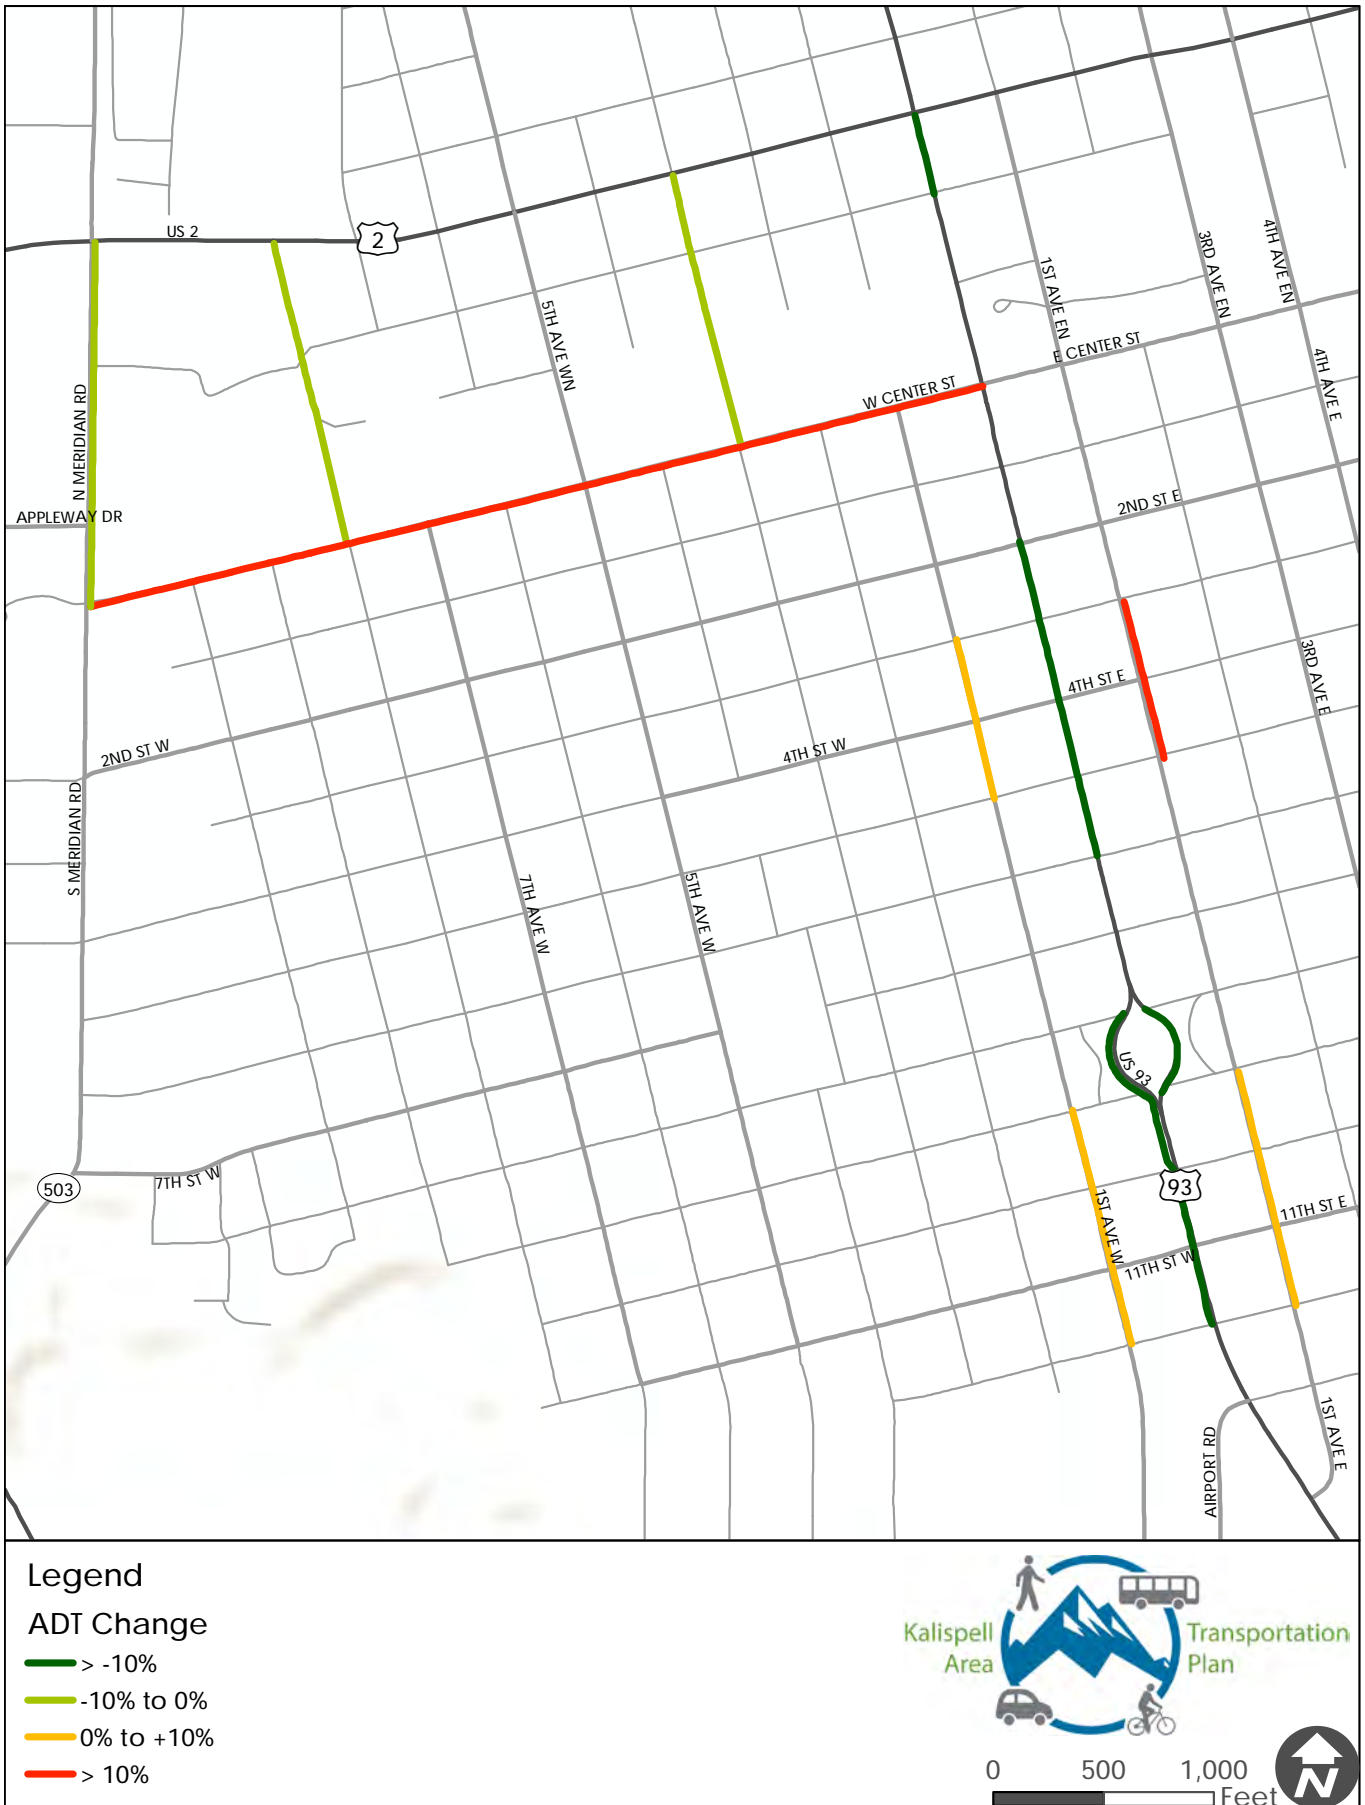 US 2
2
4TH AVE EN
3RD AVE EN
1ST AVE EN
5TH AVE WN
E CENTER ST
4TH AVE E
W CENTER ST
N MERIDIAN RD
APPLEWAY DR
2ND ST E
3RD AVE E
4TH ST E
4TH ST W
2ND ST W
S MERIDIAN RD
7TH AVE W
5TH AVE W
US 93
7TH ST W
503
93
1ST AVE W
11TH ST E
11TH ST W
1ST AVE E
AIRPORT RD
Legend
ADT Change
> -10%
-10% to 0%
0% to +10%
> 10%
Kalispell
Area
Transportation
Plan
0 500 1,000
Feet
N